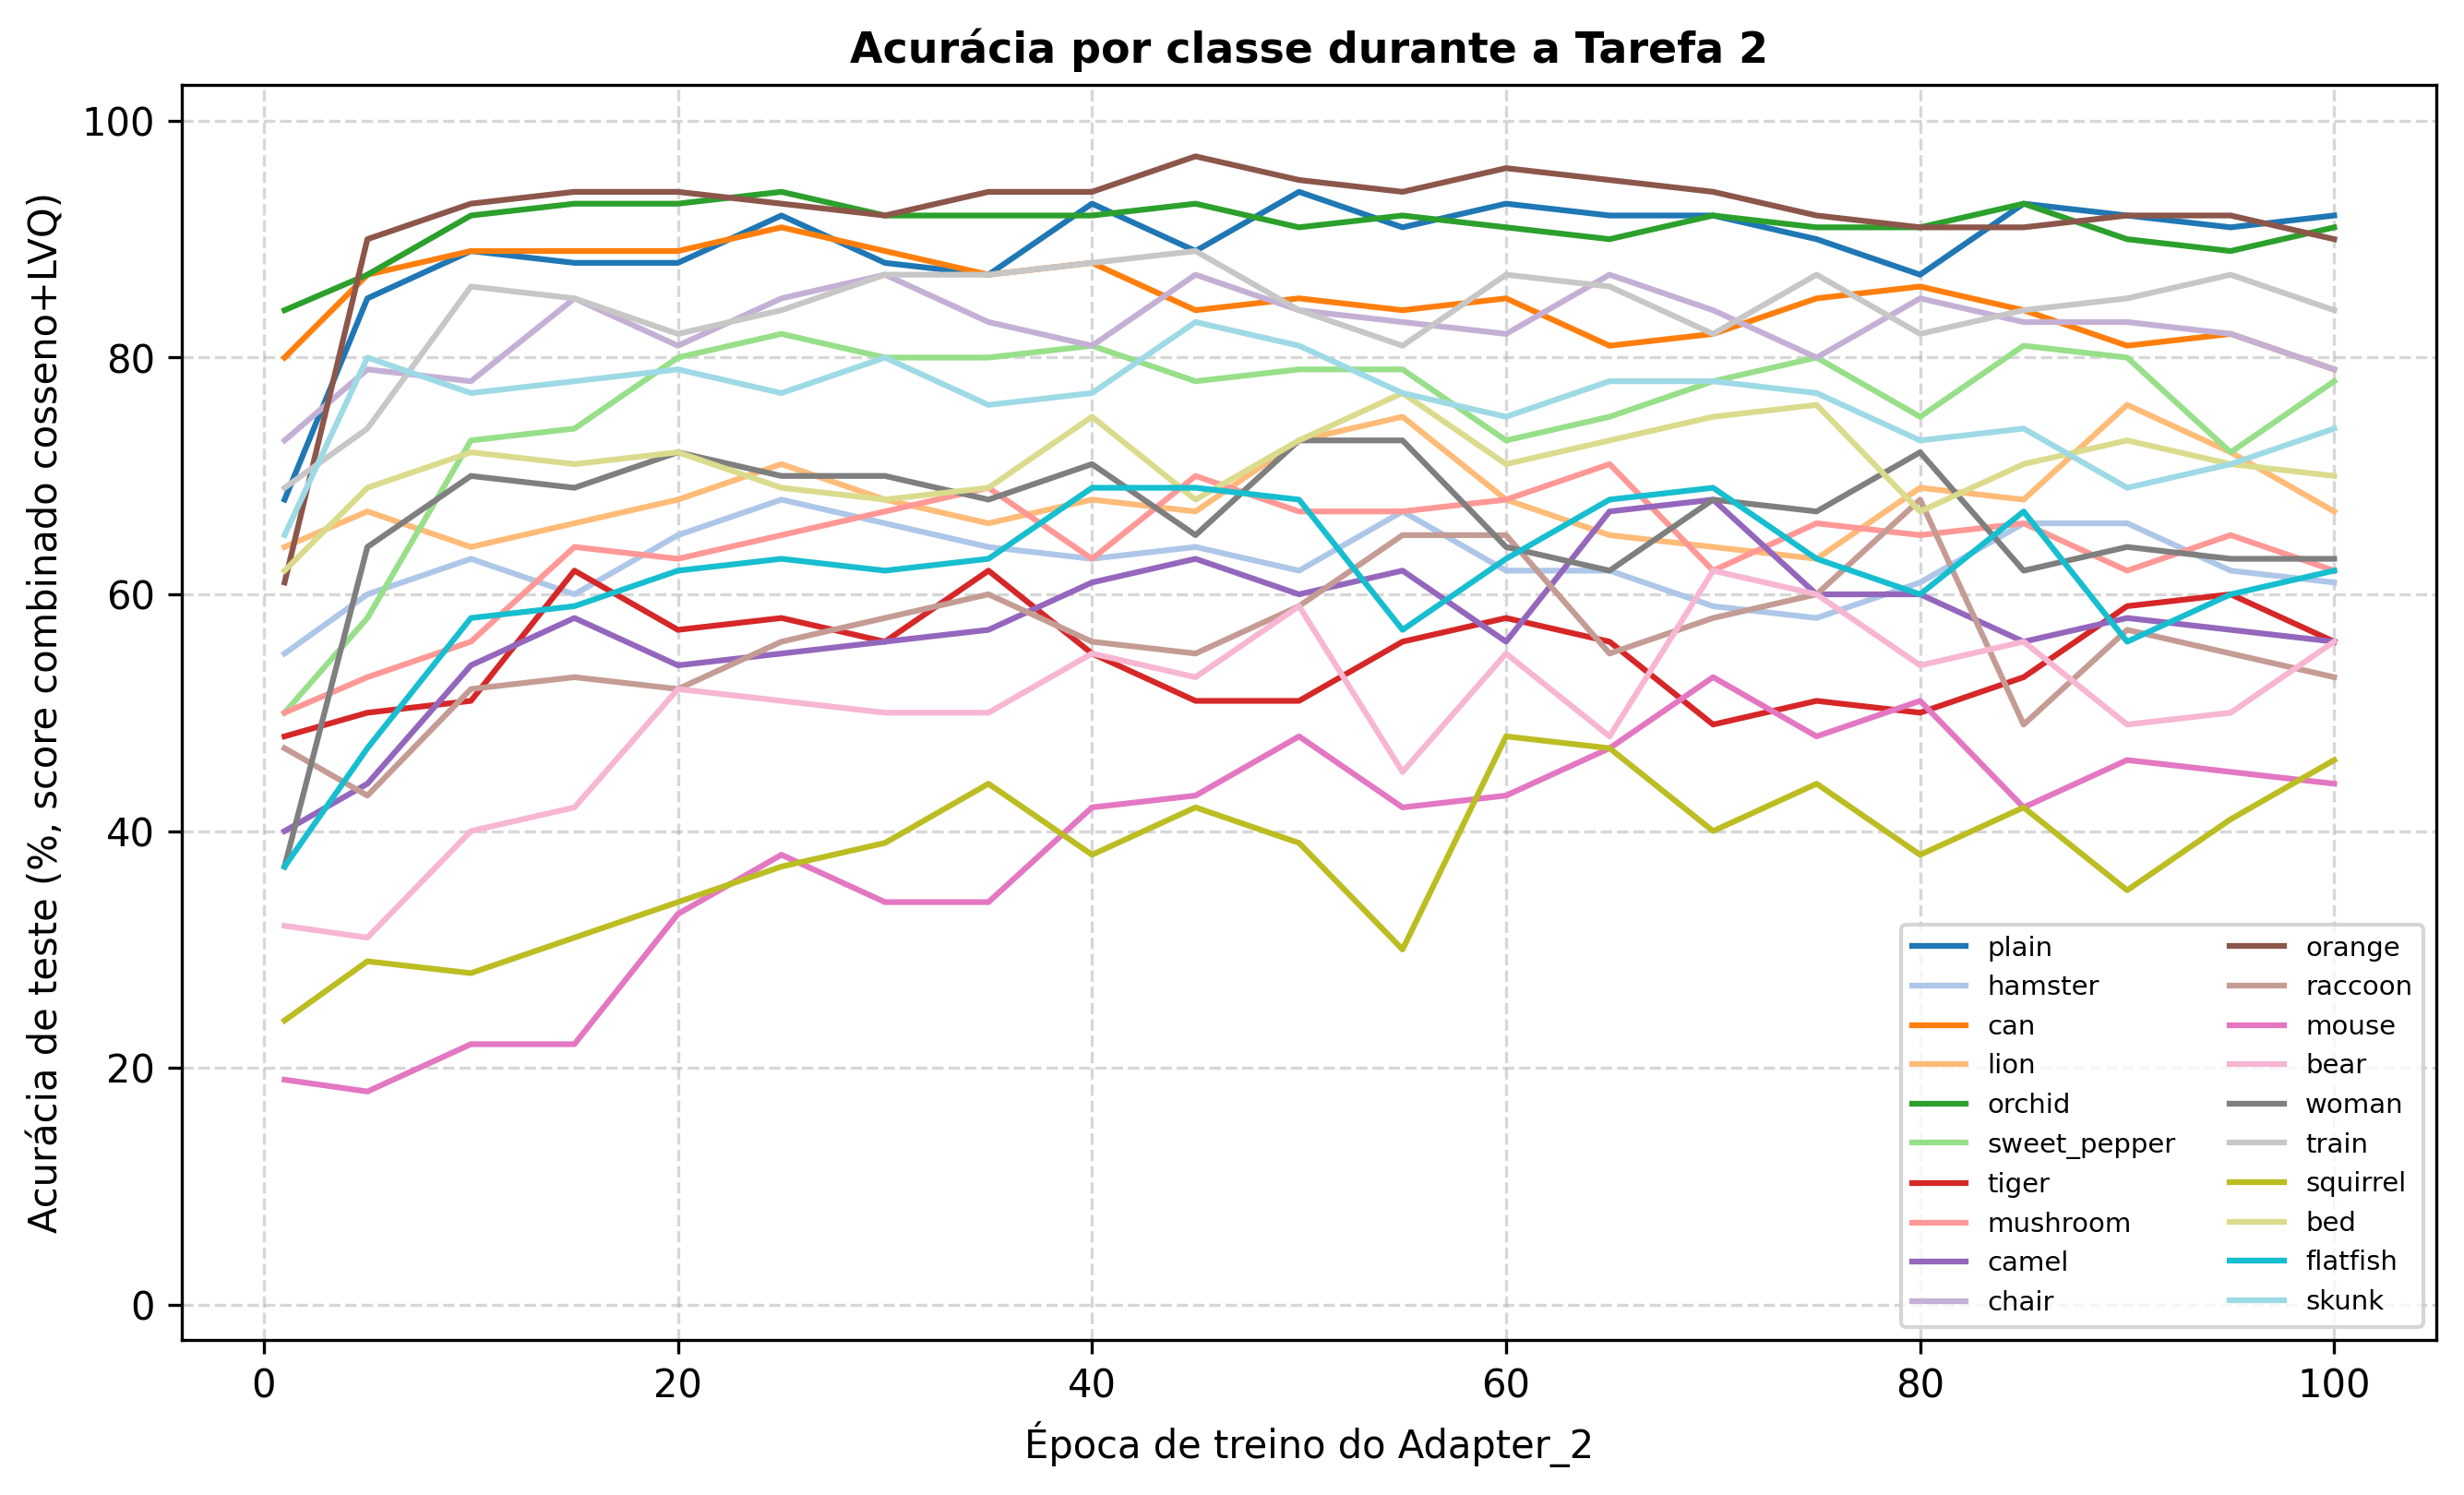 Acurácia por classe durante a Tarefa 2
Acurácia de teste (%, score combinado cosseno+LVQ)
100
80
60
40
20
0
0 20 40 60 80 100
Época de treino do Adapter_2
plain
hamster
can
lion
orchid
sweet_pepper
tiger
mushroom
camel
chair
orange
raccoon
mouse
bear
woman
train
squirrel
bed
flatfish
skunk